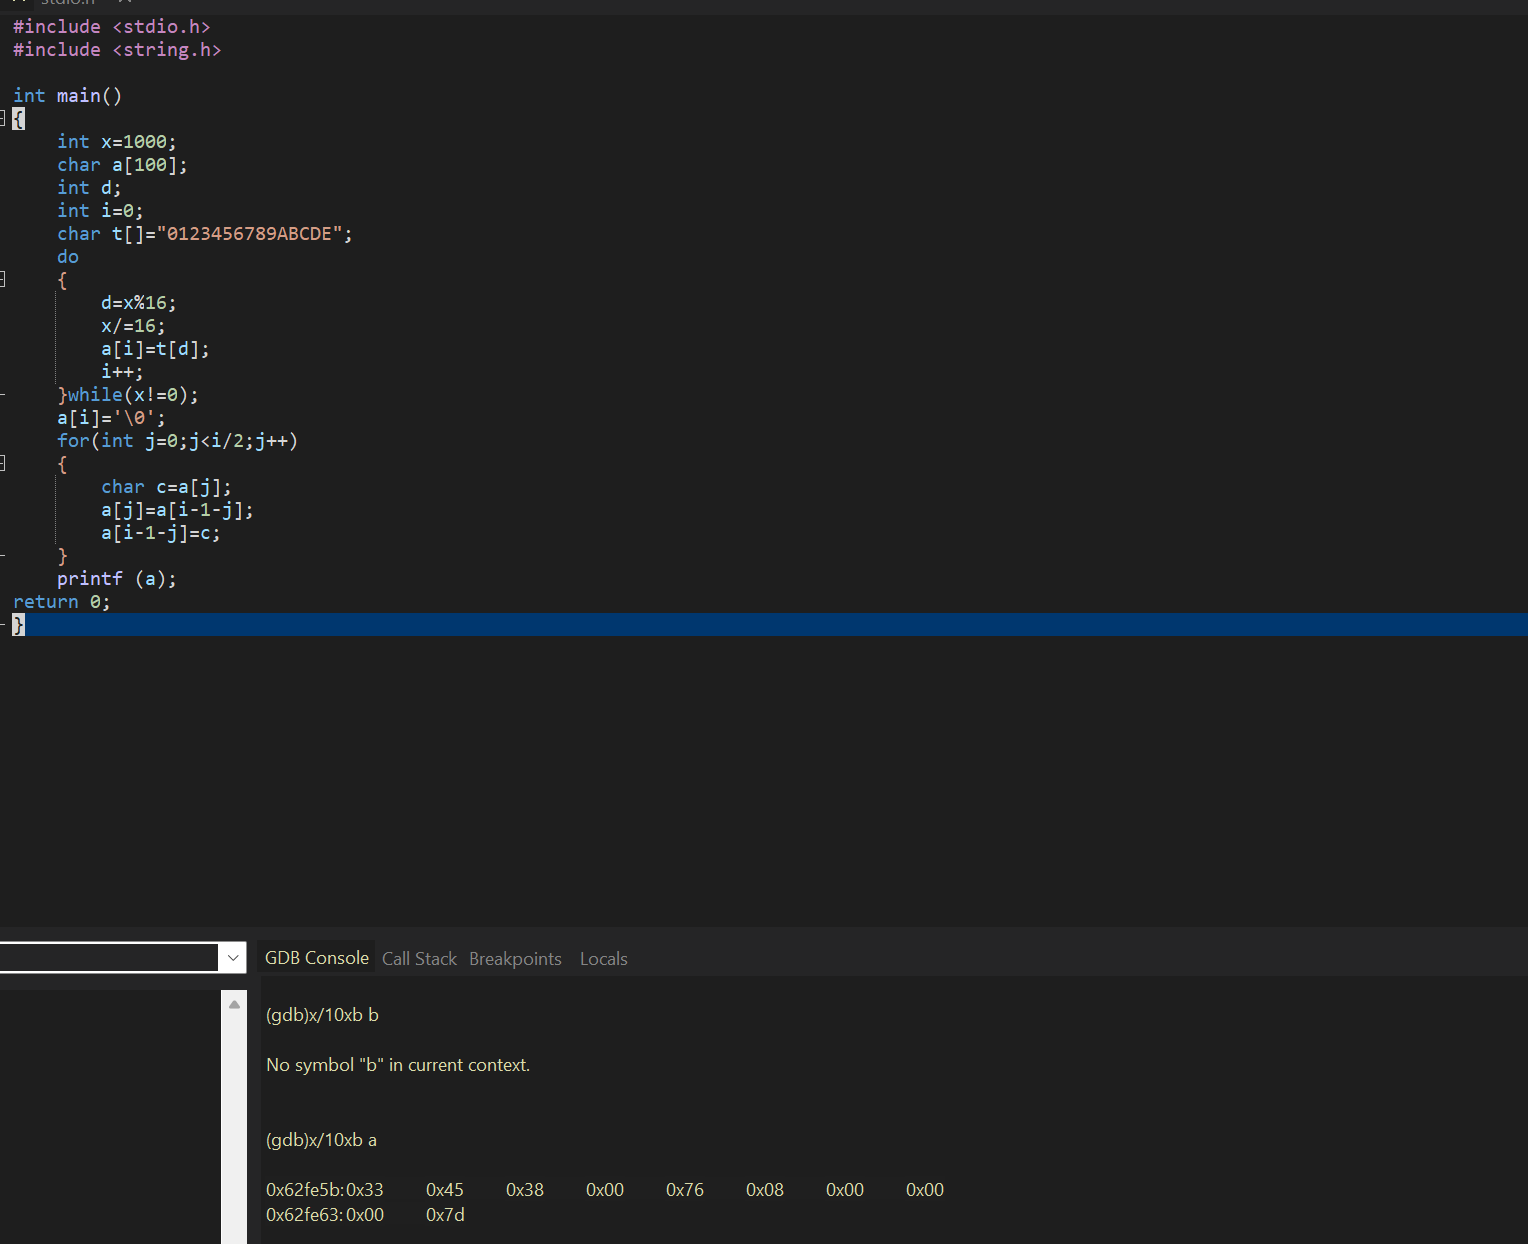 stdio.h
#include <stdio.h>
#include <string.h>
int main()
{
    int x=1000;
    char a[100];
    int d;
    int i=0;
    char t[]="0123456789ABCDE";
    do
    {
        d=x%16;
        x/=16;
        a[i]=t[d];
        i++;
    }while(x!=0);
    a[i]='\0';
    for(int j=0;j<i/2;j++)
    {
        char c=a[j];
        a[j]=a[i-1-j];
        a[i-1-j]=c;
    }
    printf (a);
return 0;
}
GDB Console Call Stack Breakpoints Locals
(gdb)x/10xb b
No symbol "b" in current context.
(gdb)x/10xb a
0x62fe5b: 0x33 0x45 0x38 0x00 0x76 0x08 0x00 0x00
0x62fe63: 0x00 0x7d